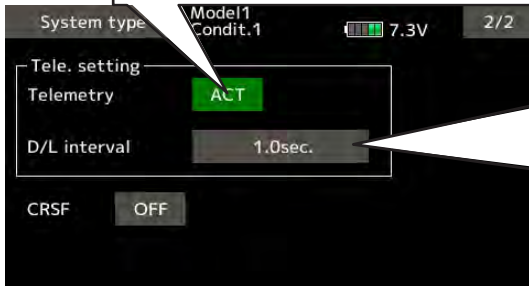 System type Model1 7.3V 2/2
Condit.1
Tele. setting
Telemetry ACT
D/L interval 1.0sec.
CRSF OFF